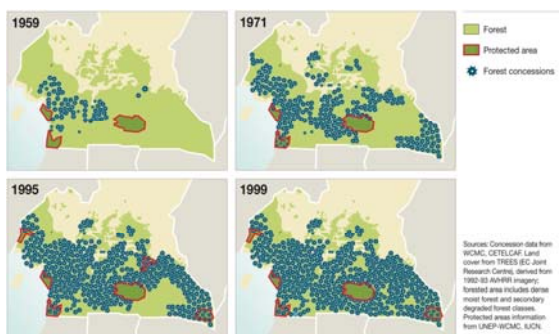 1959
1971
Forest
Protected area
Forest concessions
1995
1999
Sources: Concession data from
WCMC, CETELCAF. Land
cover from TREES (EC Joint
Research Centre), derived from
1992-93 AVHRR imagery;
forested area includes dense
moist forest and secondary
degraded forest classes.
Protected areas information
from UNEP-WCMC, IUCN.